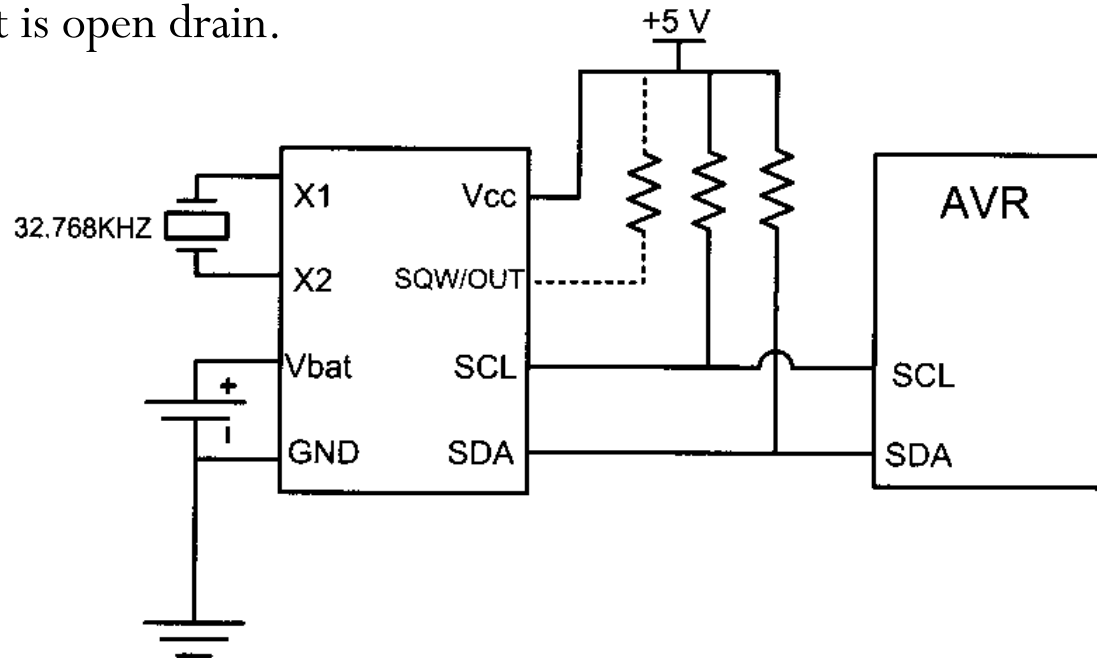 t is open drain.
+5 V
X1
Vcc
AVR
32.768KHZ
X2
SQW/OUT
Vbat
SCL
SCL
+
GND
SDA
SDA